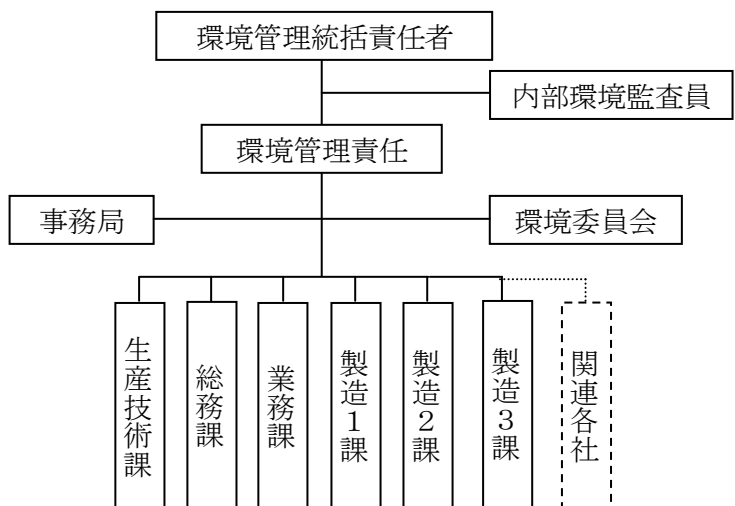 環境管理統括責任者
内部環境監査員
環境管理責任
事務局
環境委員会
生産技術課
総務課
業務課
製造１課
製造２課
製造３課
関連各社